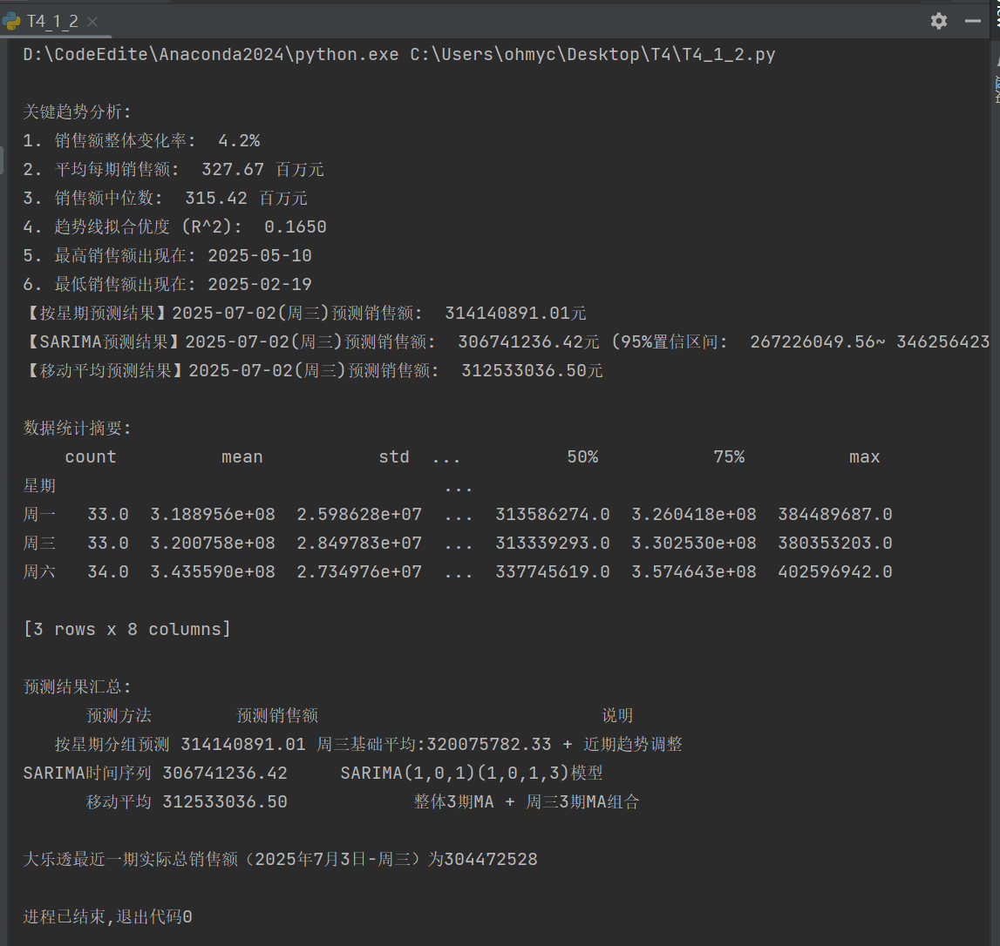 T4_1_2
D:\CodeEdite\Anaconda2024\python.exe C:\Users\ohmyc\Desktop\T4\T4_1_2.py
关键趋势分析:
1. 销售额整体变化率: 4.2%
2. 平均每期销售额: 327.67 百万元
3. 销售额中位数: 315.42 百万元
4. 趋势线拟合优度 (R^2): 0.1650
5. 最高销售额出现在: 2025-05-10
6. 最低销售额出现在: 2025-02-19
【按星期预测结果】2025-07-02(周三)预测销售额: 314140891.01元
【SARIMA预测结果】2025-07-02(周三)预测销售额: 306741236.42元 (95%置信区间: 267226049.56~ 346256423
【移动平均预测结果】2025-07-02(周三)预测销售额: 312533036.50元
数据统计摘要:
count mean std ... 50% 75% max
星期 ...
周一 33.0 3.188956e+08 2.598628e+07 ... 313586274.0 3.260418e+08 384489687.0
周三 33.0 3.200758e+08 2.849783e+07 ... 313339293.0 3.302530e+08 380353203.0
周六 34.0 3.435590e+08 2.734976e+07 ... 337745619.0 3.574643e+08 402596942.0
[3 rows x 8 columns]
预测结果汇总:
预测方法 预测销售额 说明
按星期分组预测 314140891.01 周三基础平均:320075782.33 + 近期趋势调整
SARIMA时间序列 306741236.42 SARIMA(1,0,1)(1,0,1,3)模型
移动平均 312533036.50 整体3期MA + 周三3期MA组合
大乐透最近一期实际总销售额（2025年7月3日-周三）为304472528
进程已结束,退出代码0